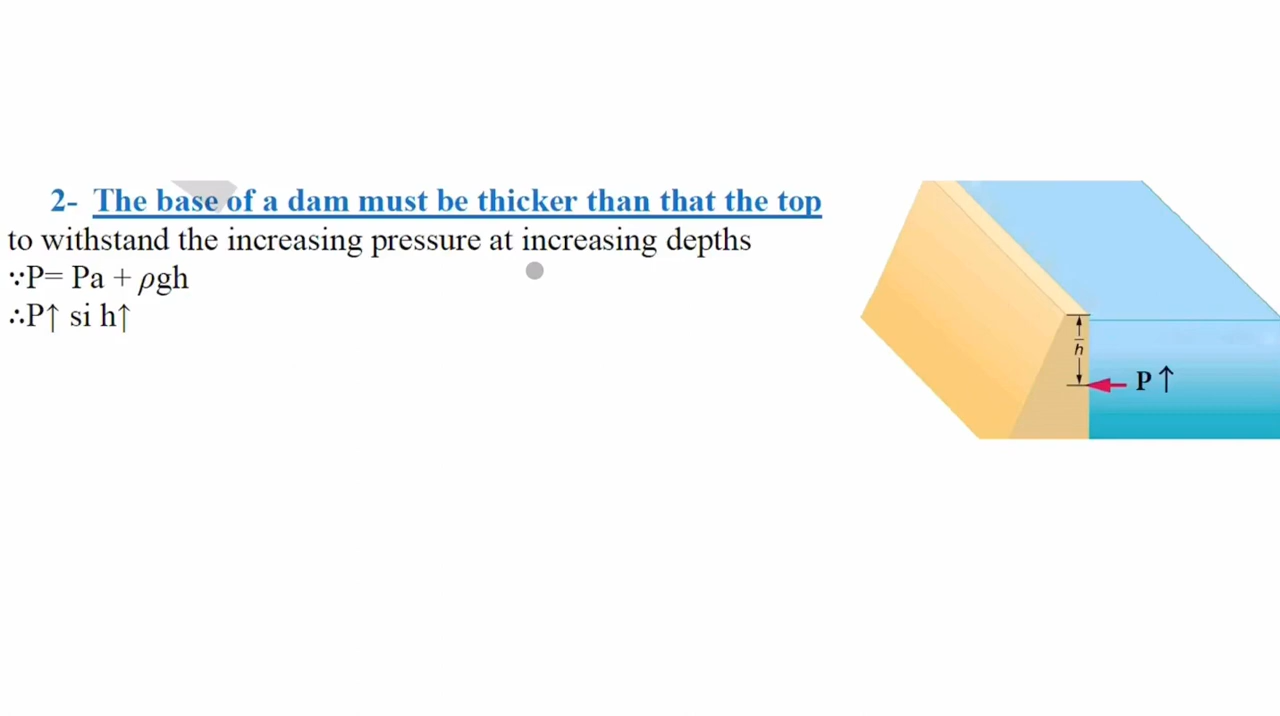 2- The base of a dam must be thicker than that the top
to withstand the increasing pressure at increasing depths
∵P= Pa + ρgh
∴P↑ si h↑
h
P↑